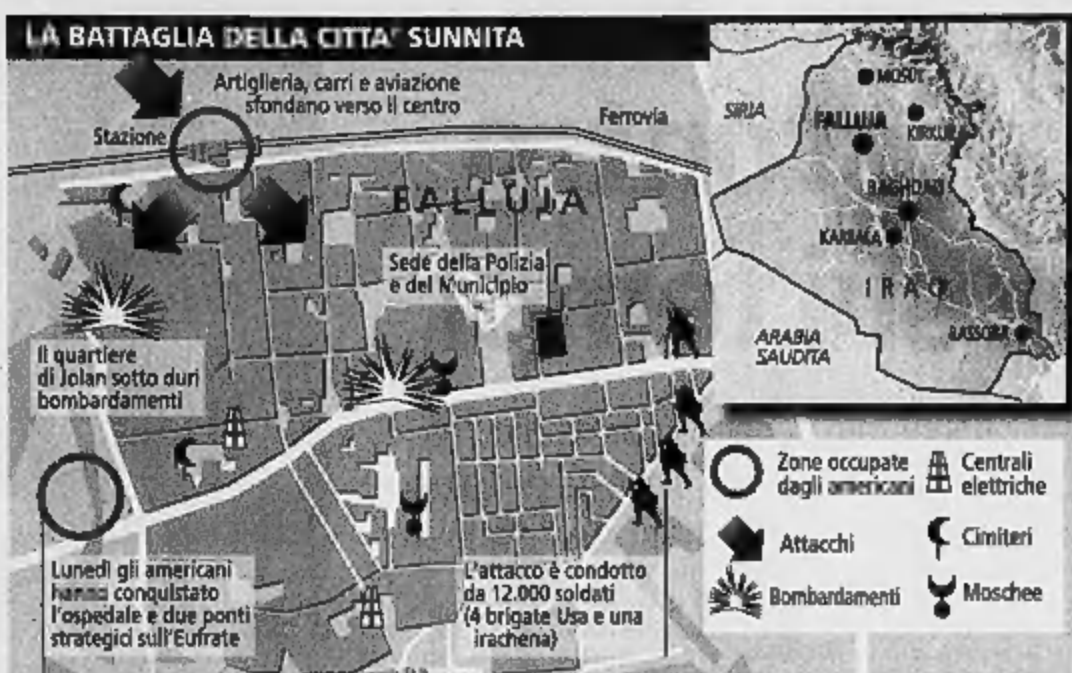 LA BATTAGLIA DELLA CITTA' SUNNITA
Artiglieria, carri e aviazione
sfondano verso il centro
Stazione
Ferrovia
FALLUJA
Sede della Polizia
e del Municipio
Il quartiere
di Jolan sotto duri
bombardamenti
Lunedì gli americani
hanno conquistato
l'ospedale e due ponti
strategici sull'Eufrate
L'attacco è condotto
da 12.000 soldati
(4 brigate Usa e una
irachena)
SIRIA
MOSUL
KIRKUK
BAGHDAD
IRAQ
BASSORA
ARABIA
SAUDITA
Zone occupate
dagli americani
Centrali
elettriche
Attacchi
Cimiteri
Bombardamenti
Moschee